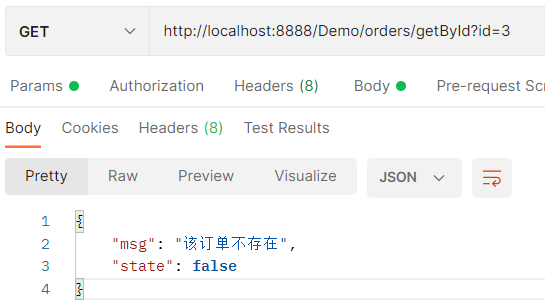 GET http://localhost:8888/Demo/orders/getById?id=3
Params Authorization Headers (8) Body Pre-request Scr
Body Cookies Headers (8) Test Results
Pretty Raw Preview Visualize JSON
1 {
2 "msg": "该订单不存在",
3 "state": false
4 }